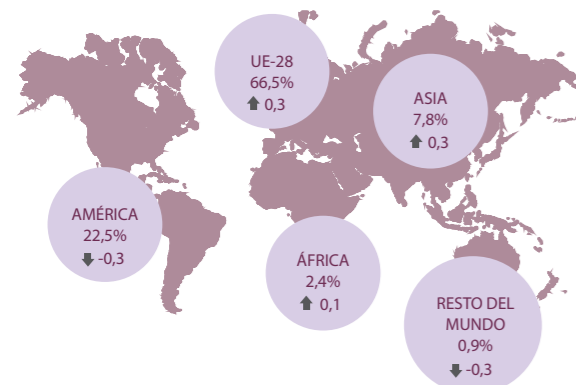 UE-28
66,5%
0,3
ASIA
7,8%
0,3
AMÉRICA
22,5%
-0,3
ÁFRICA
2,4%
0,1
RESTO DEL
MUNDO
0,9%
-0,3